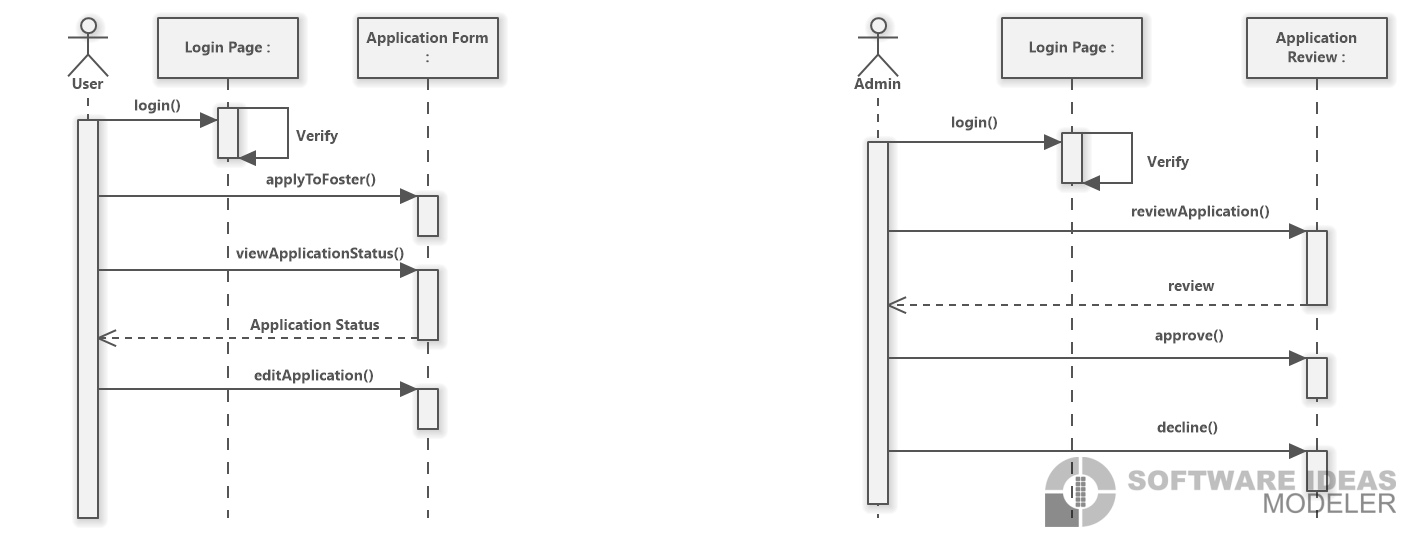 User
Login Page :
Application Form
:
login()
Verify
applyToFoster()
viewApplicationStatus()
Application Status
editApplication()
Admin
Login Page :
Application
Review :
login()
Verify
reviewApplication()
review
approve()
decline()
SOFTWARE IDEAS
MODELER